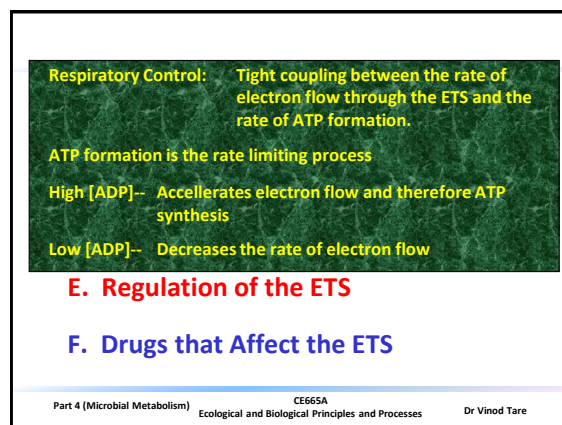 Respiratory Control: Tight coupling between the rate of
electron flow through the ETS and the
rate of ATP formation.
ATP formation is the rate limiting process
High [ADP]-- Accellerates electron flow and therefore ATP
synthesis
Low [ADP]-- Decreases the rate of electron flow
E. Regulation of the ETS
F. Drugs that Affect the ETS
Part 4 (Microbial Metabolism)
CE665A
Ecological and Biological Principles and Processes
Dr Vinod Tare